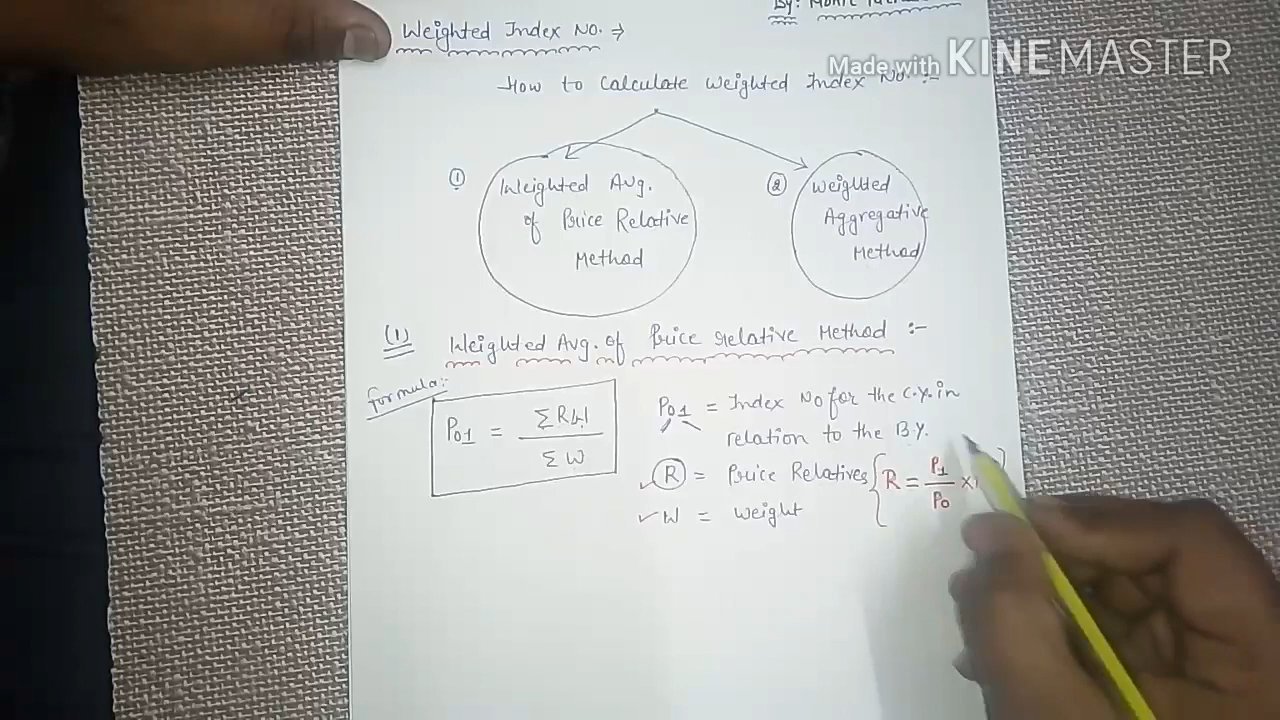 By:
Weighted Index No. ⇒
Made with KINEMASTER
How to Calculate Weighted Index No :-
① Weighted Avg. of Price Relative Method
② Weighted Aggregative Method
(1) Weighted Avg. of Price Relative Method :-
formula:-
P01 = ΣRW / ΣW
P01 = Index No for the C.Y. in
relation to the B.Y.
R = Price Relatives { R = P1 / P0 ×
W = Weight